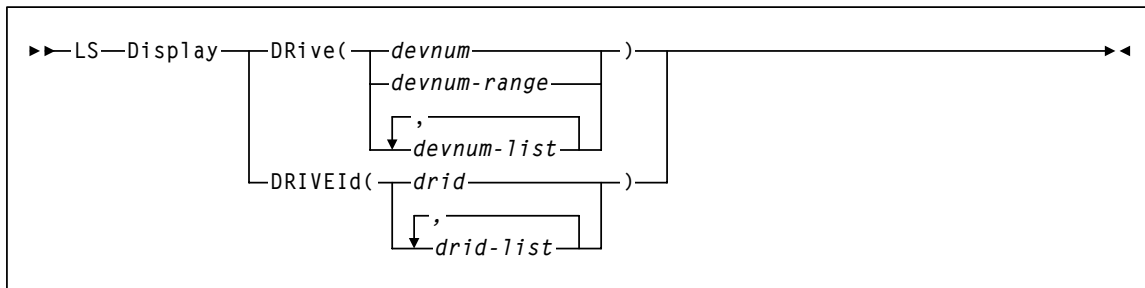 LS Display DRive( devnum )
devnum-range
,
devnum-list
DRIVEId( drid )
,
drid-list